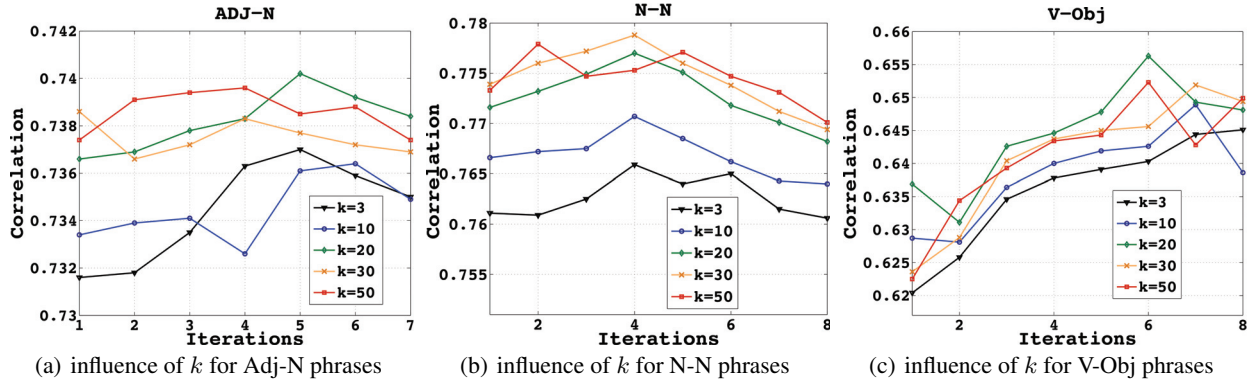 ADJ-N
0.742
0.74
0.738
0.736
0.734
0.732
0.73
Correlation
k=3
k=10
k=20
k=30
k=50
1 2 3 4 5 6 7
Iterations
(a) influence of k for Adj-N phrases
N-N
0.78
0.775
0.77
0.765
0.76
0.755
Correlation
k=3
k=10
k=20
k=30
k=50
2 4 6 8
Iterations
(b) influence of k for N-N phrases
V-Obj
0.66
0.655
0.65
0.645
0.64
0.635
0.63
0.625
0.62
Correlation
k=3
k=10
k=20
k=30
k=50
2 4 6 8
Iterations
(c) influence of k for V-Obj phrases